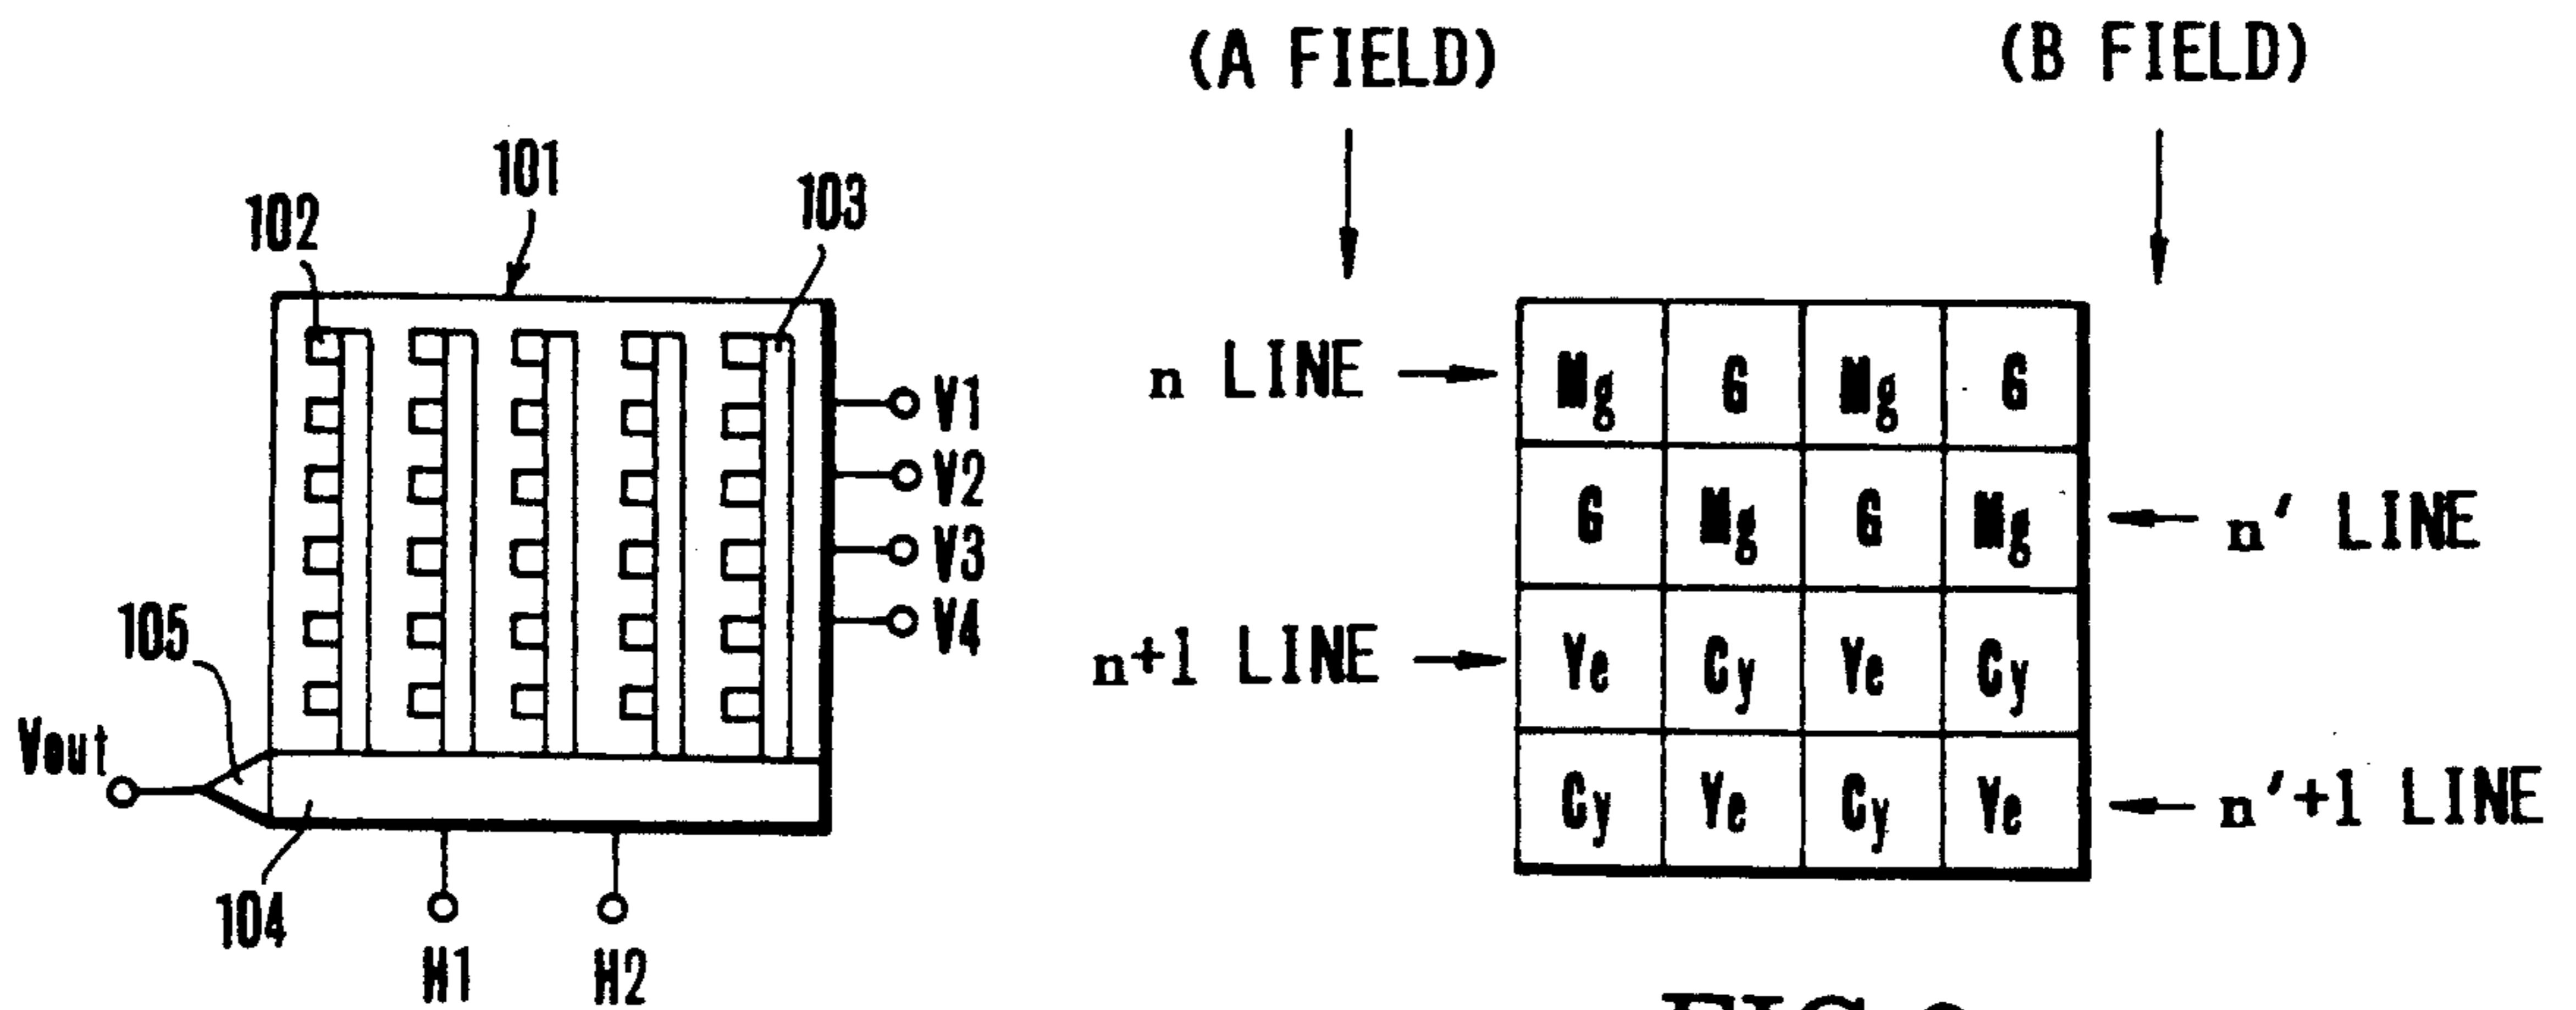 (A FIELD) (B FIELD)
101
102 103
n LINE Mg G Mg G
V1
V2
G Mg G Mg n' LINE
V3
V4
105
n+1 LINE Ye Cy Ye Cy
Vout
Cy Ye Cy Ye n'+1 LINE
104
H1 H2